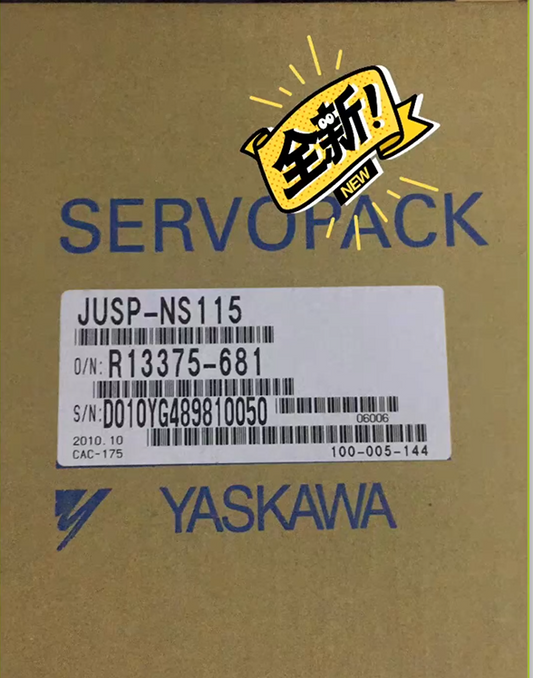 全新!
NEW
SERVOPACK
JUSP-NS115
O/N: R13375-681
S/N: D010YG489810050
06006
2010.10
CAC-175
100-005-144
YASKAWA